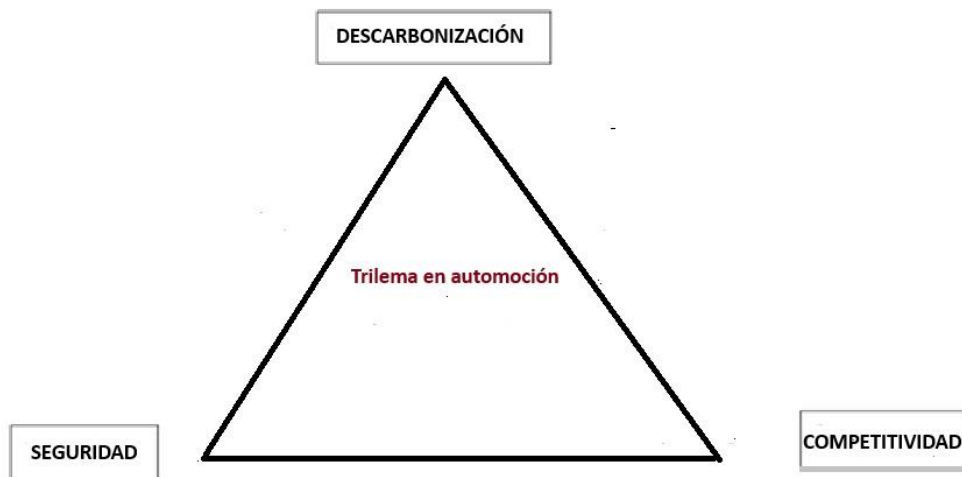 DESCARBONIZACIÓN
Trilema en automoción
SEGURIDAD
COMPETITIVIDAD